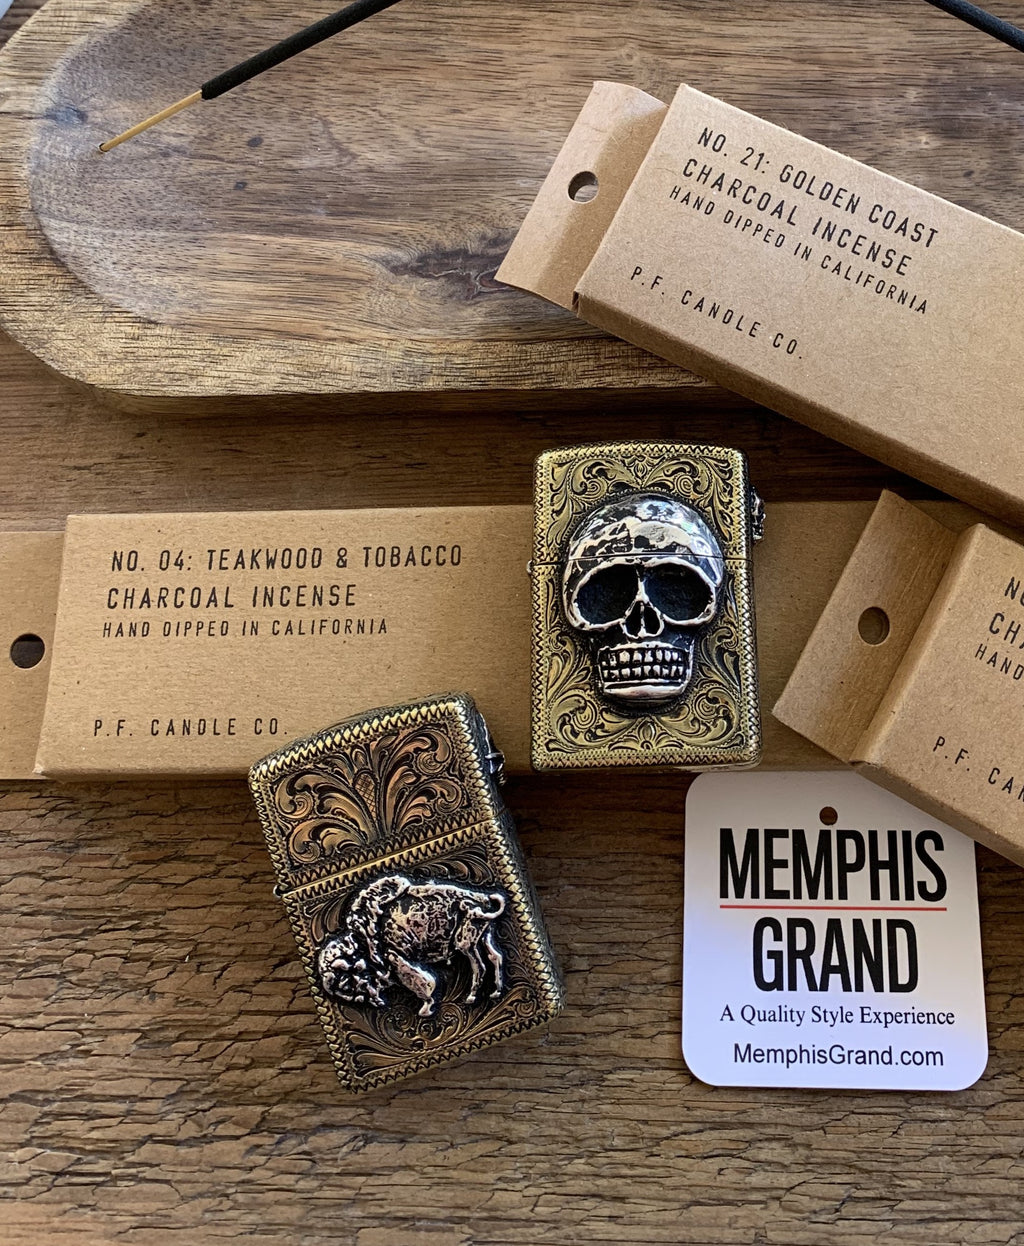 NO. 21: GOLDEN COAST
CHARCOAL INCENSE
HAND DIPPED IN CALIFORNIA
P.F. CANDLE CO.
NO. 04: TEAKWOOD & TOBACCO
CHARCOAL INCENSE
HAND DIPPED IN CALIFORNIA
P.F. CANDLE CO.
HAND
P.F.
MEMPHIS
GRAND
A Quality Style Experience
MemphisGrand.com